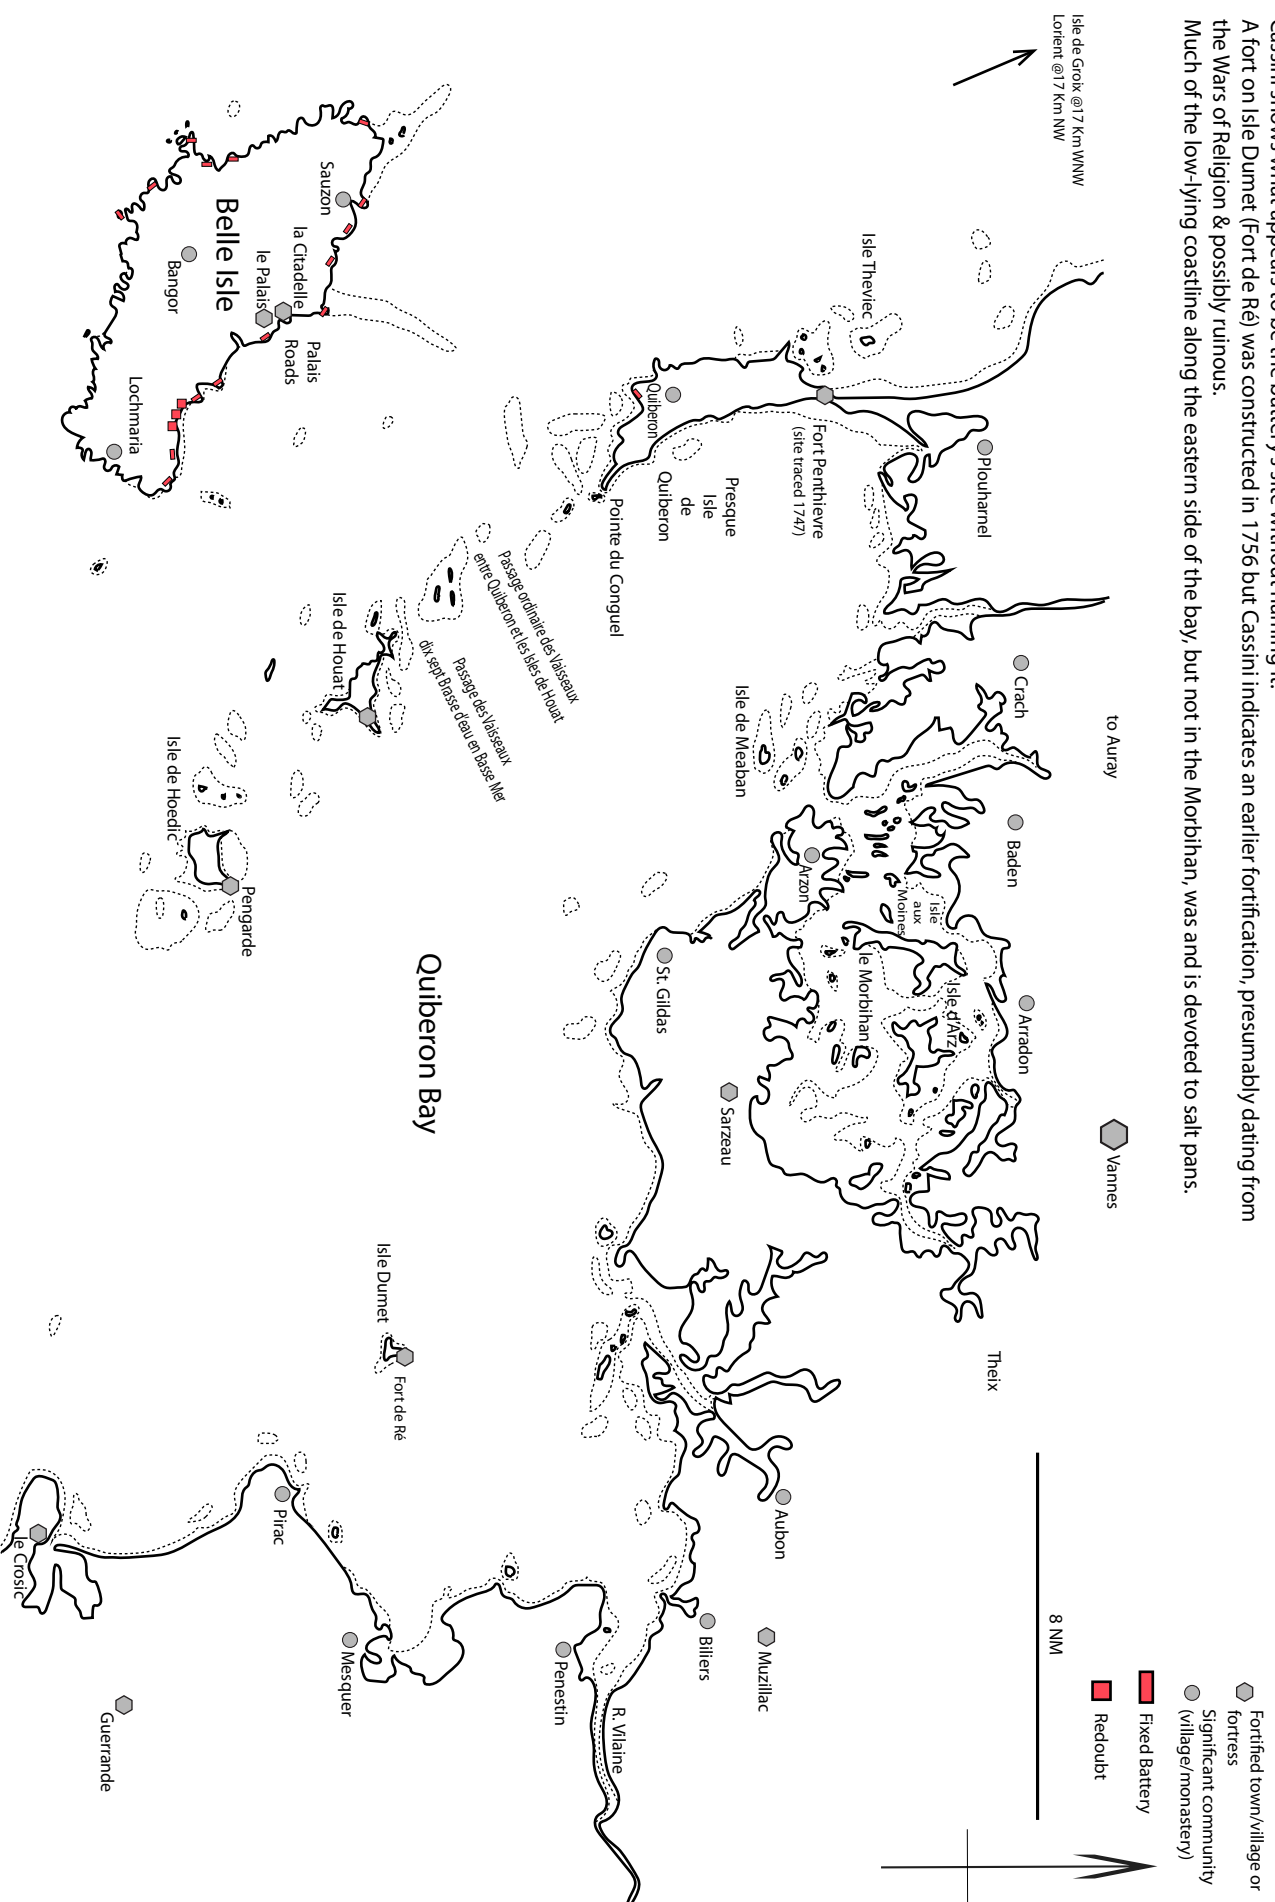 A fort on Isle Dumet (Fort de Ré) was constructed in 1756 but Cassini indicates an earlier fortification, presumably dating from
the Wars of Religion & possibly ruinous.
Much of the low-lying coastline along the eastern side of the bay, but not in the Morbihan, was and is devoted to salt pans.
Isle de Groix @17 Km WNW
Lorient @17 Km NW
to Auray
Vannes
Theix
Plouharnel
Crach
Baden
Arradon
Isle Theviec
Fort Penthievre
(site traced 1747)
Isle
aux
Moines
Isle d'Arz
le Morbihan
Arzon
Presque
Isle
de
Quiberon
Quiberon
Pointe du Conguel
Isle de Meaban
St. Gildas
Sarzeau
Aubon
Muzillac
Biliers
R. Vilaine
Penestin
Passage ordinaire des Vaisseaux
entre Quiberon et les Isles de Houat
Passage des Vaisseaux
dix sept Brasse d'eau en Basse Mer
Quiberon Bay
Sauzon
la Citadelle
le Palais
Palais
Roads
Belle Isle
Bangor
Lochmaria
Isle de Houat
Isle de Hoedic
Pengarde
Isle Dumet
Fort de Ré
Mesquer
Pirac
le Crosic
Guerrande
8 NM
Fortified town/village or
fortress
Significant community
(village/monastery)
Fixed Battery
Redoubt